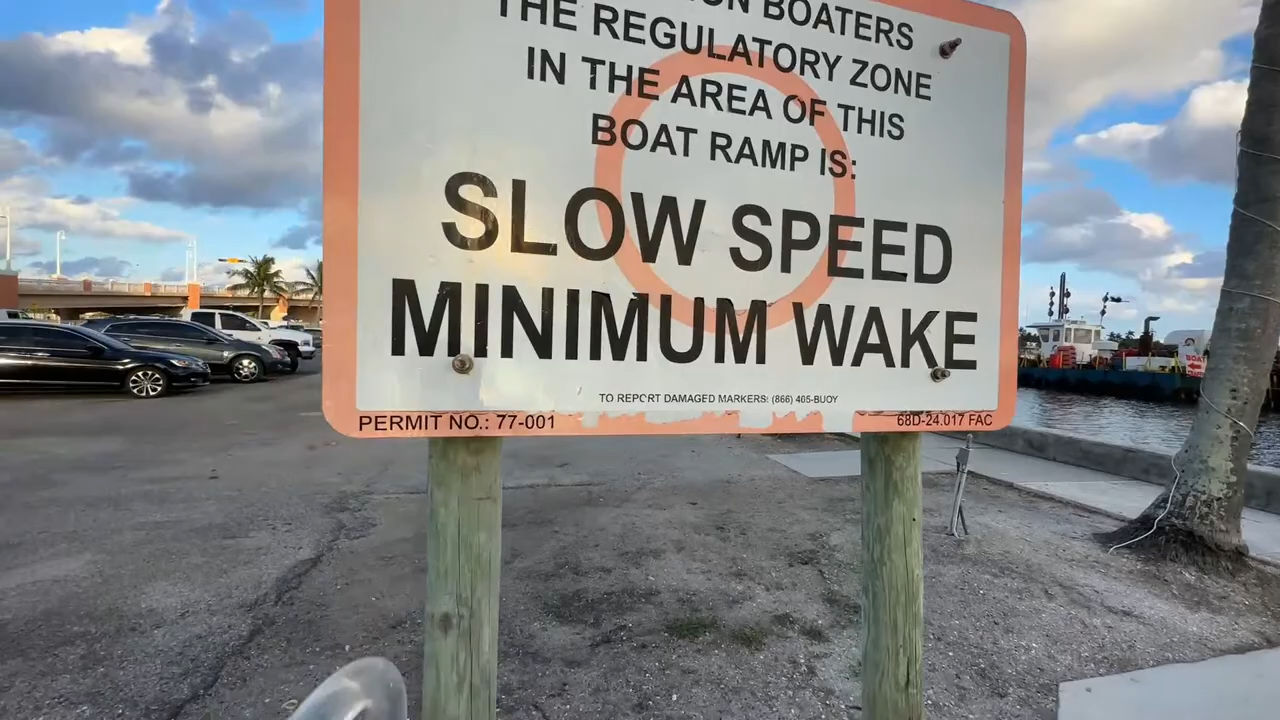 BOATERS
THE REGULATORY ZONE
IN THE AREA OF THIS
BOAT RAMP IS:
SLOW SPEED
MINIMUM WAKE
TO REPORT DAMAGED MARKERS: (866) 405-BUOY
PERMIT NO.: 77-001
68D-24.017 FAC
BOAT